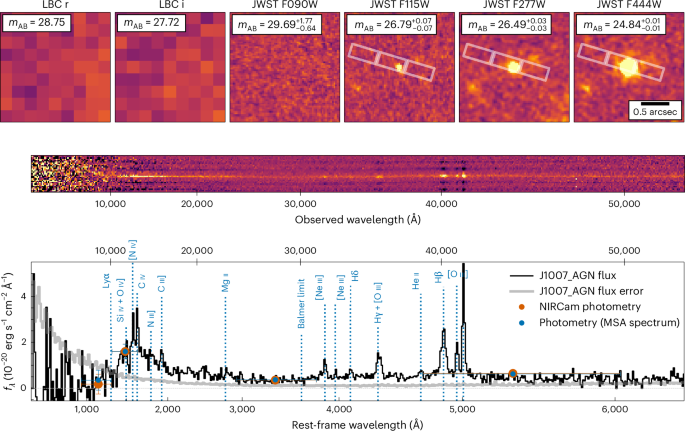 LBC r
LBC i
JWST F090W
JWST F115W
JWST F277W
JWST F444W
m_AB = 28.75
m_AB = 27.72
m_AB = 29.69 +1.77 −0.64
m_AB = 26.79 +0.07 −0.07
m_AB = 26.49 +0.03 −0.03
m_AB = 24.84 +0.01 −0.01
0.5 arcsec
10,000 20,000 30,000 40,000 50,000
Observed wavelength (Å)
10,000 20,000 30,000 40,000 50,000
Lyα
Si IV + O IV]
[N IV]
C IV
N III]
C III]
Mg II
Balmer limit
[Ne III]
[Ne III]
Hδ
Hγ + [O III]
He II
Hβ
[O III]
J1007_AGN flux
J1007_AGN flux error
NIRCam photometry
Photometry (MSA spectrum)
f_λ (10⁻²⁰ erg s⁻¹ cm⁻² Å⁻¹)
4
2
0
1,000 2,000 3,000 4,000 5,000 6,000
Rest-frame wavelength (Å)